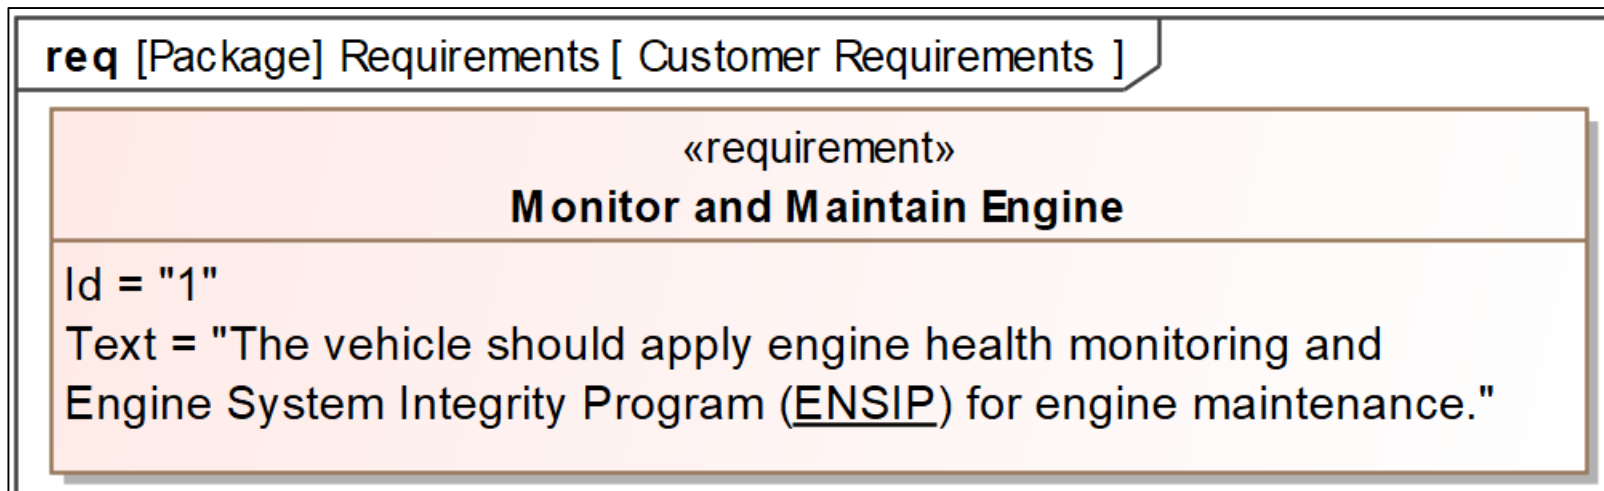 req [Package] Requirements [ Customer Requirements ]
«requirement»
Monitor and Maintain Engine
Id = "1"
Text = "The vehicle should apply engine health monitoring and
Engine System Integrity Program (ENSIP) for engine maintenance."